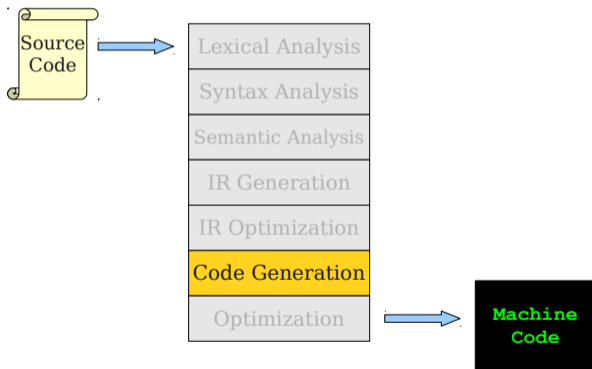 Source
Code
Lexical Analysis
Syntax Analysis
Semantic Analysis
IR Generation
IR Optimization
Code Generation
Optimization
Machine
Code